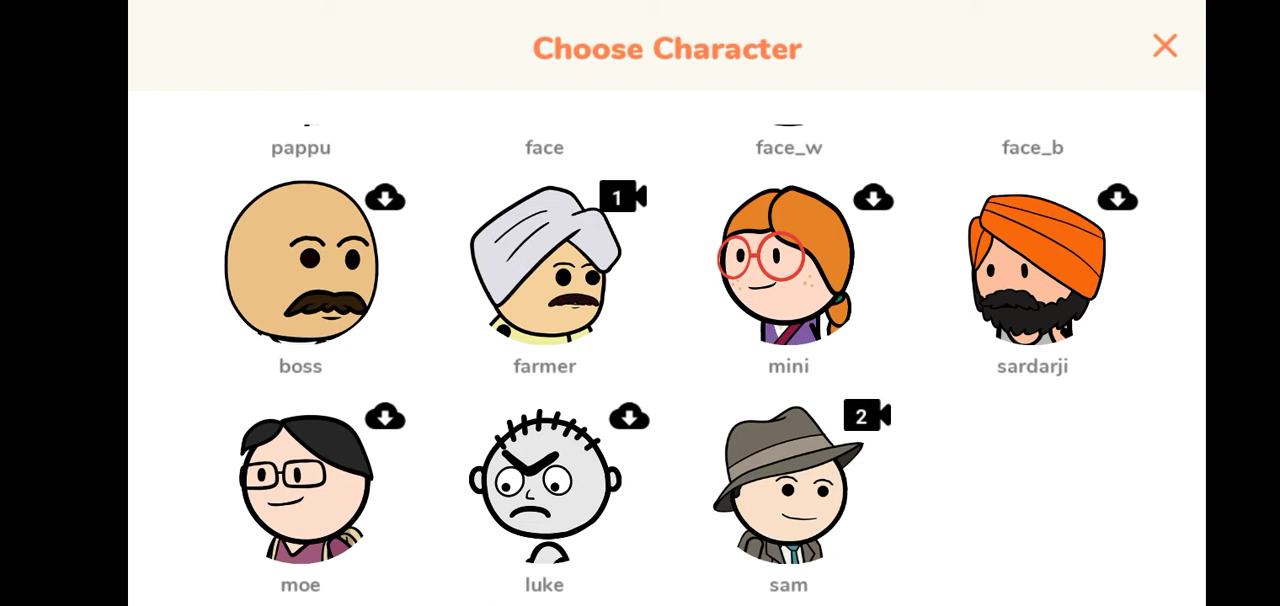 Choose Character
pappu face face_w face_b
1
boss farmer mini sardarji
2
moe luke sam